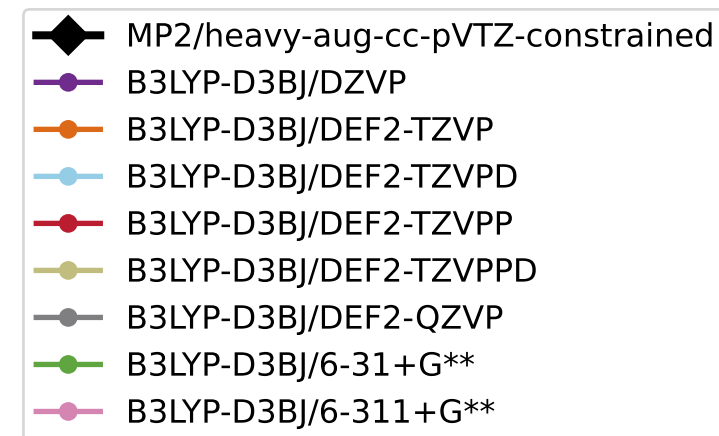 MP2/heavy-aug-cc-pVTZ-constrained
B3LYP-D3BJ/DZVP
B3LYP-D3BJ/DEF2-TZVP
B3LYP-D3BJ/DEF2-TZVPD
B3LYP-D3BJ/DEF2-TZVPP
B3LYP-D3BJ/DEF2-TZVPPD
B3LYP-D3BJ/DEF2-QZVP
B3LYP-D3BJ/6-31+G**
B3LYP-D3BJ/6-311+G**